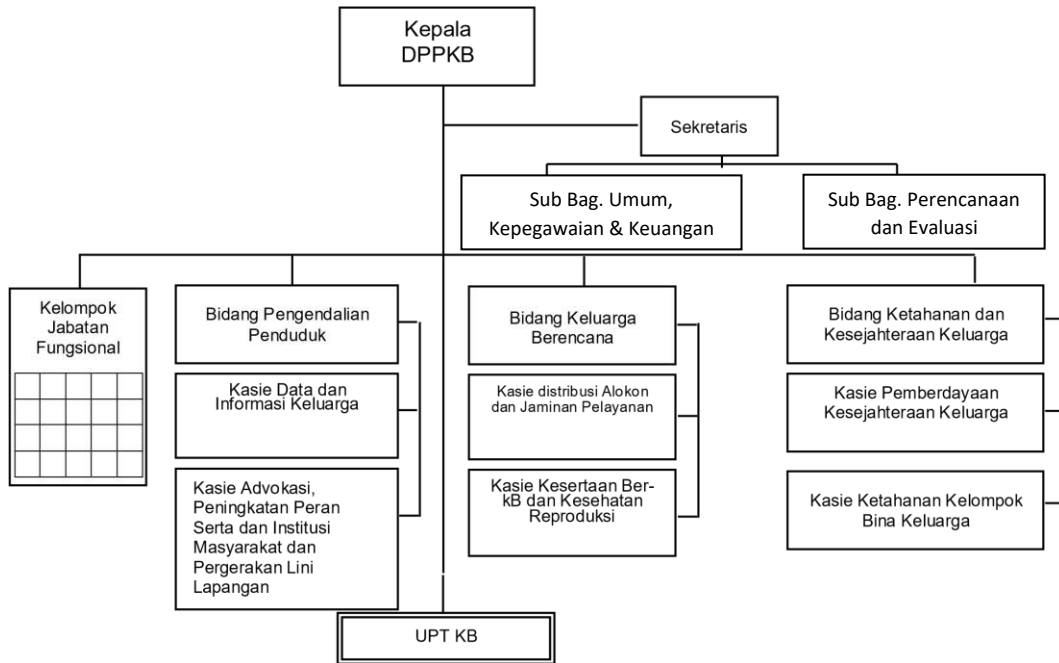 Kepala
DPPKB
Sekretaris
Sub Bag. Umum,
Kepegawaian & Keuangan
Sub Bag. Perencanaan
dan Evaluasi
Kelompok
Jabatan
Fungsional
Bidang Pengendalian
Penduduk
Kasie Data dan
Informasi Keluarga
Kasie Advokasi,
Peningkatan Peran
Serta dan Institusi
Masyarakat dan
Pergerakan Lini
Lapangan
Bidang Keluarga
Berencana
Kasie distribusi Alokon
dan Jaminan Pelayanan
Kasie Kesertaan Ber-
kB dan Kesehatan
Reproduksi
Bidang Ketahanan dan
Kesejahteraan Keluarga
Kasie Pemberdayaan
Kesejahteraan Keluarga
Kasie Ketahanan Kelompok
Bina Keluarga
UPT KB